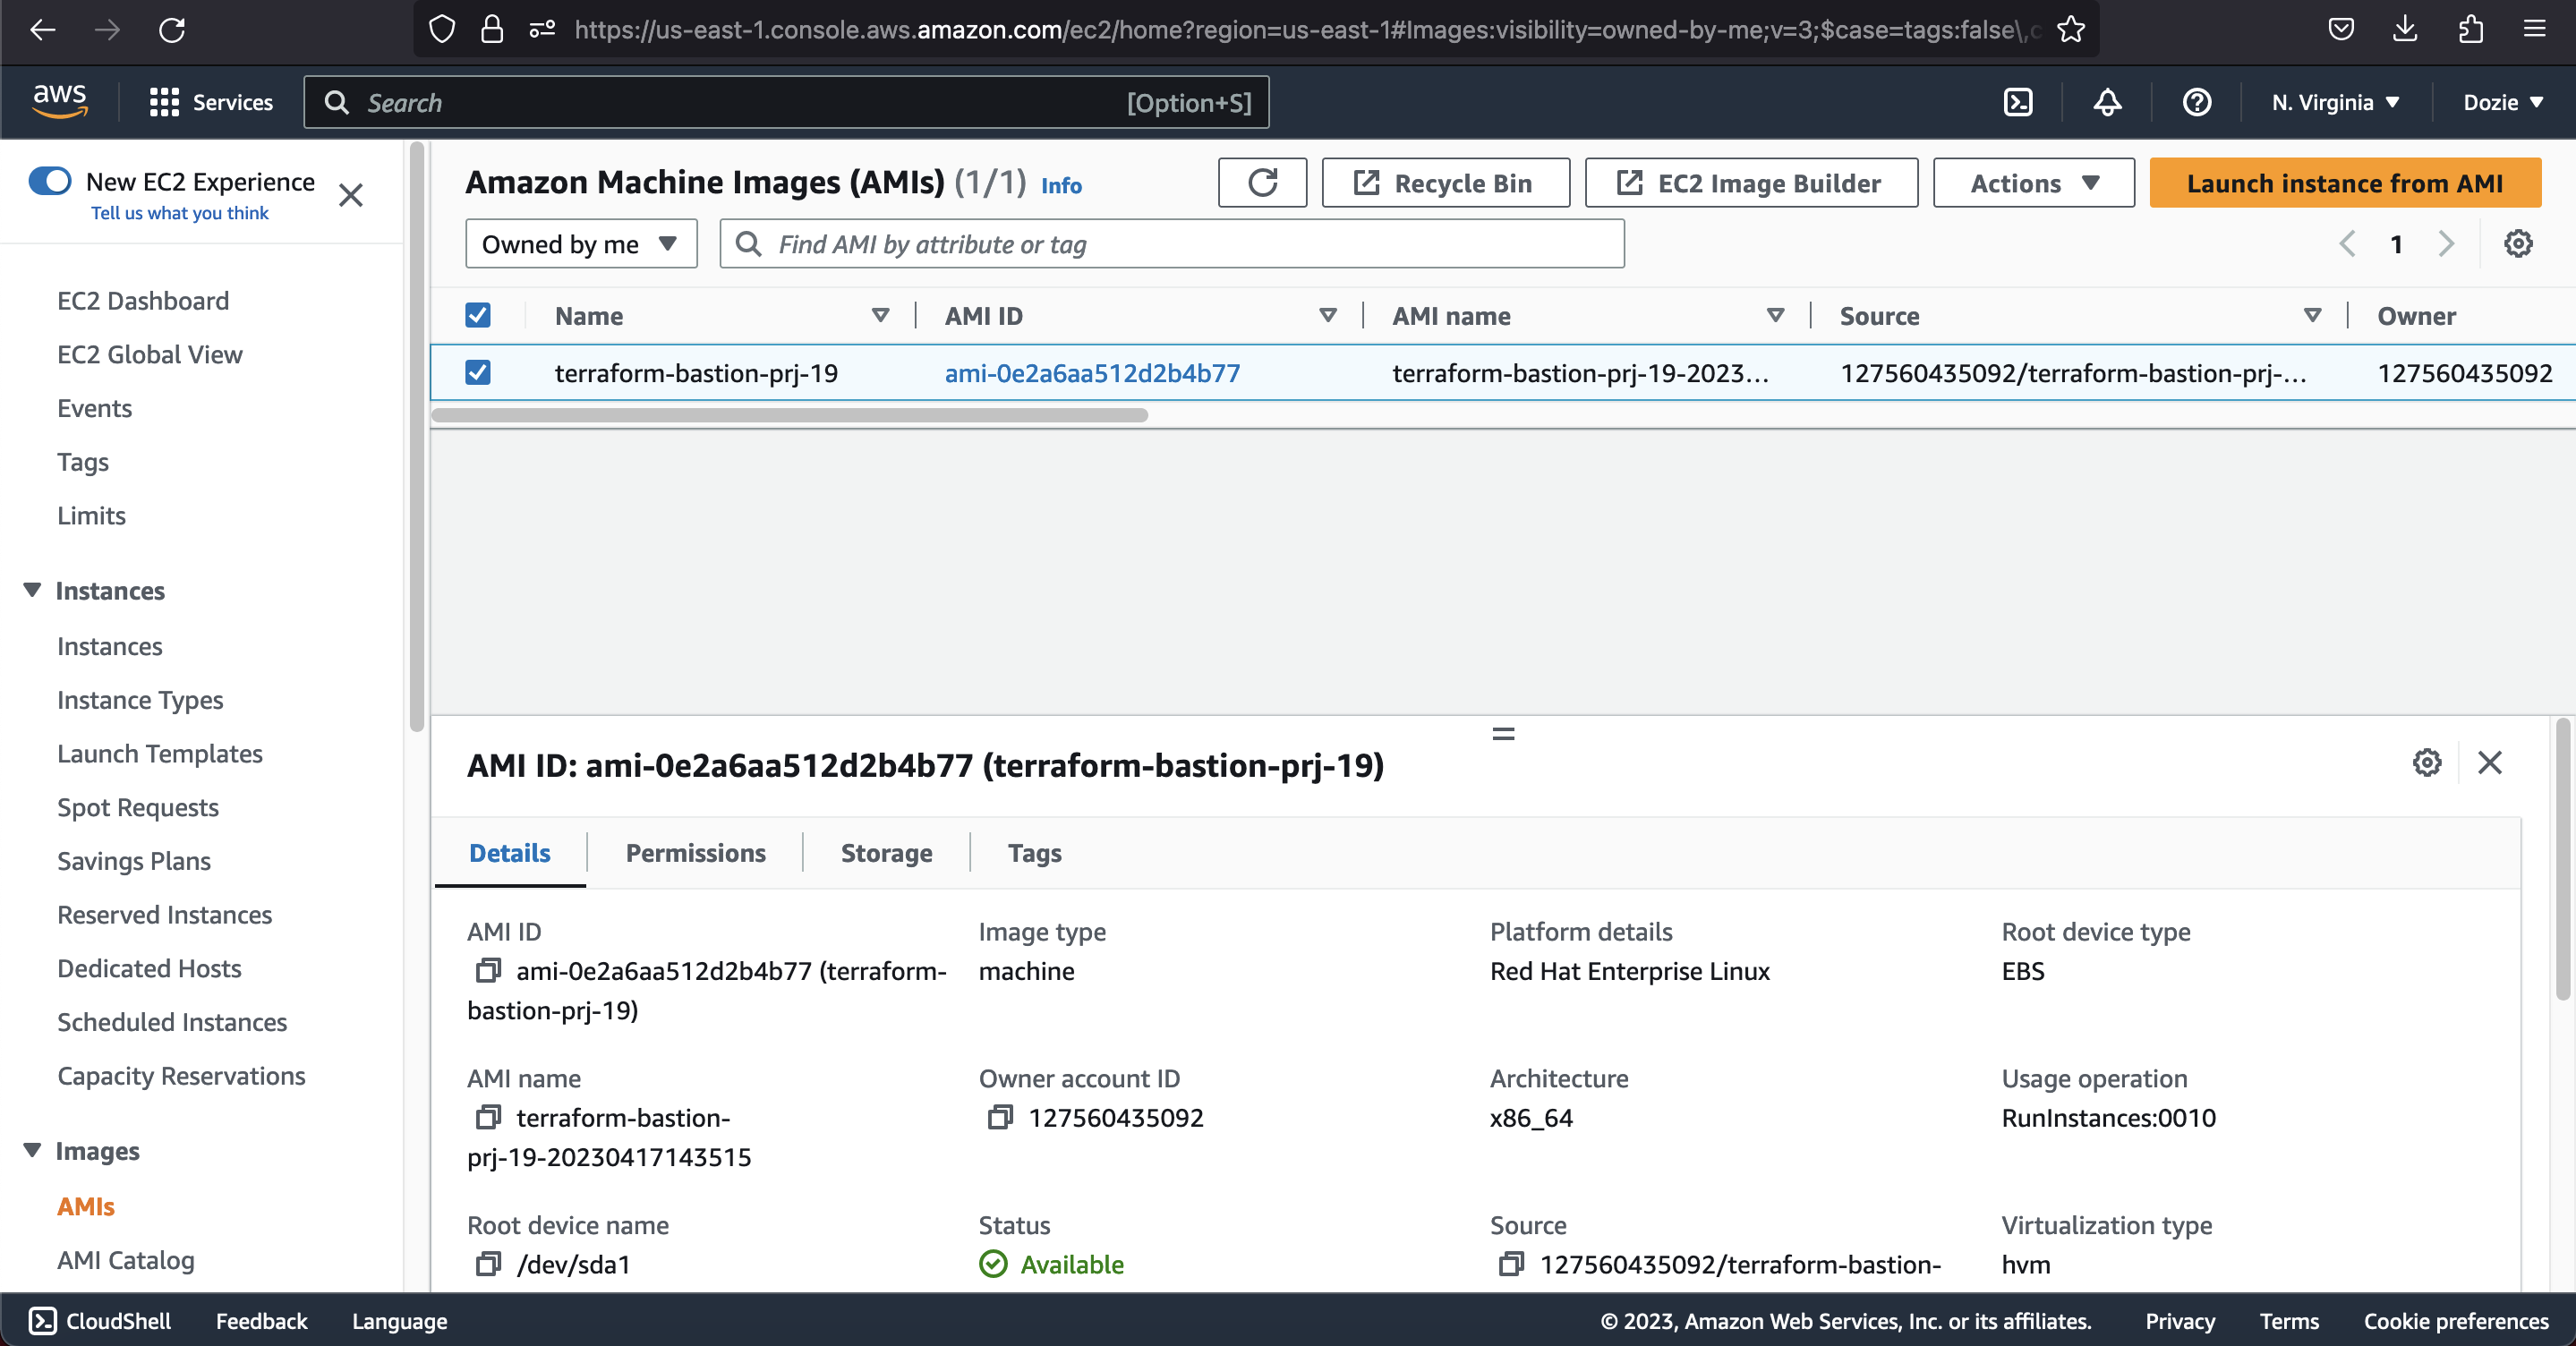 https://us-east-1.console.aws.amazon.com/ec2/home?region=us-east-1#Images:visibility=owned-by-me;v=3;$case=tags:false\,c
aws
Services
Search
[Option+S]
N. Virginia
Dozie
New EC2 Experience
Tell us what you think
EC2 Dashboard
EC2 Global View
Events
Tags
Limits
Instances
Instances
Instance Types
Launch Templates
Spot Requests
Savings Plans
Reserved Instances
Dedicated Hosts
Scheduled Instances
Capacity Reservations
Images
AMIs
AMI Catalog
Amazon Machine Images (AMIs) (1/1) Info
Recycle Bin
EC2 Image Builder
Actions
Launch instance from AMI
Owned by me
Find AMI by attribute or tag
1
Name AMI ID AMI name Source Owner
terraform-bastion-prj-19 ami-0e2a6aa512d2b4b77 terraform-bastion-prj-19-2023... 127560435092/terraform-bastion-prj-... 127560435092
AMI ID: ami-0e2a6aa512d2b4b77 (terraform-bastion-prj-19)
Details
Permissions
Storage
Tags
AMI ID
ami-0e2a6aa512d2b4b77 (terraform-
bastion-prj-19)
Image type
machine
Platform details
Red Hat Enterprise Linux
Root device type
EBS
AMI name
terraform-bastion-
prj-19-20230417143515
Owner account ID
127560435092
Architecture
x86_64
Usage operation
RunInstances:0010
Root device name
/dev/sda1
Status
Available
Source
127560435092/terraform-bastion-
Virtualization type
hvm
CloudShell
Feedback
Language
© 2023, Amazon Web Services, Inc. or its affiliates.
Privacy
Terms
Cookie preferences